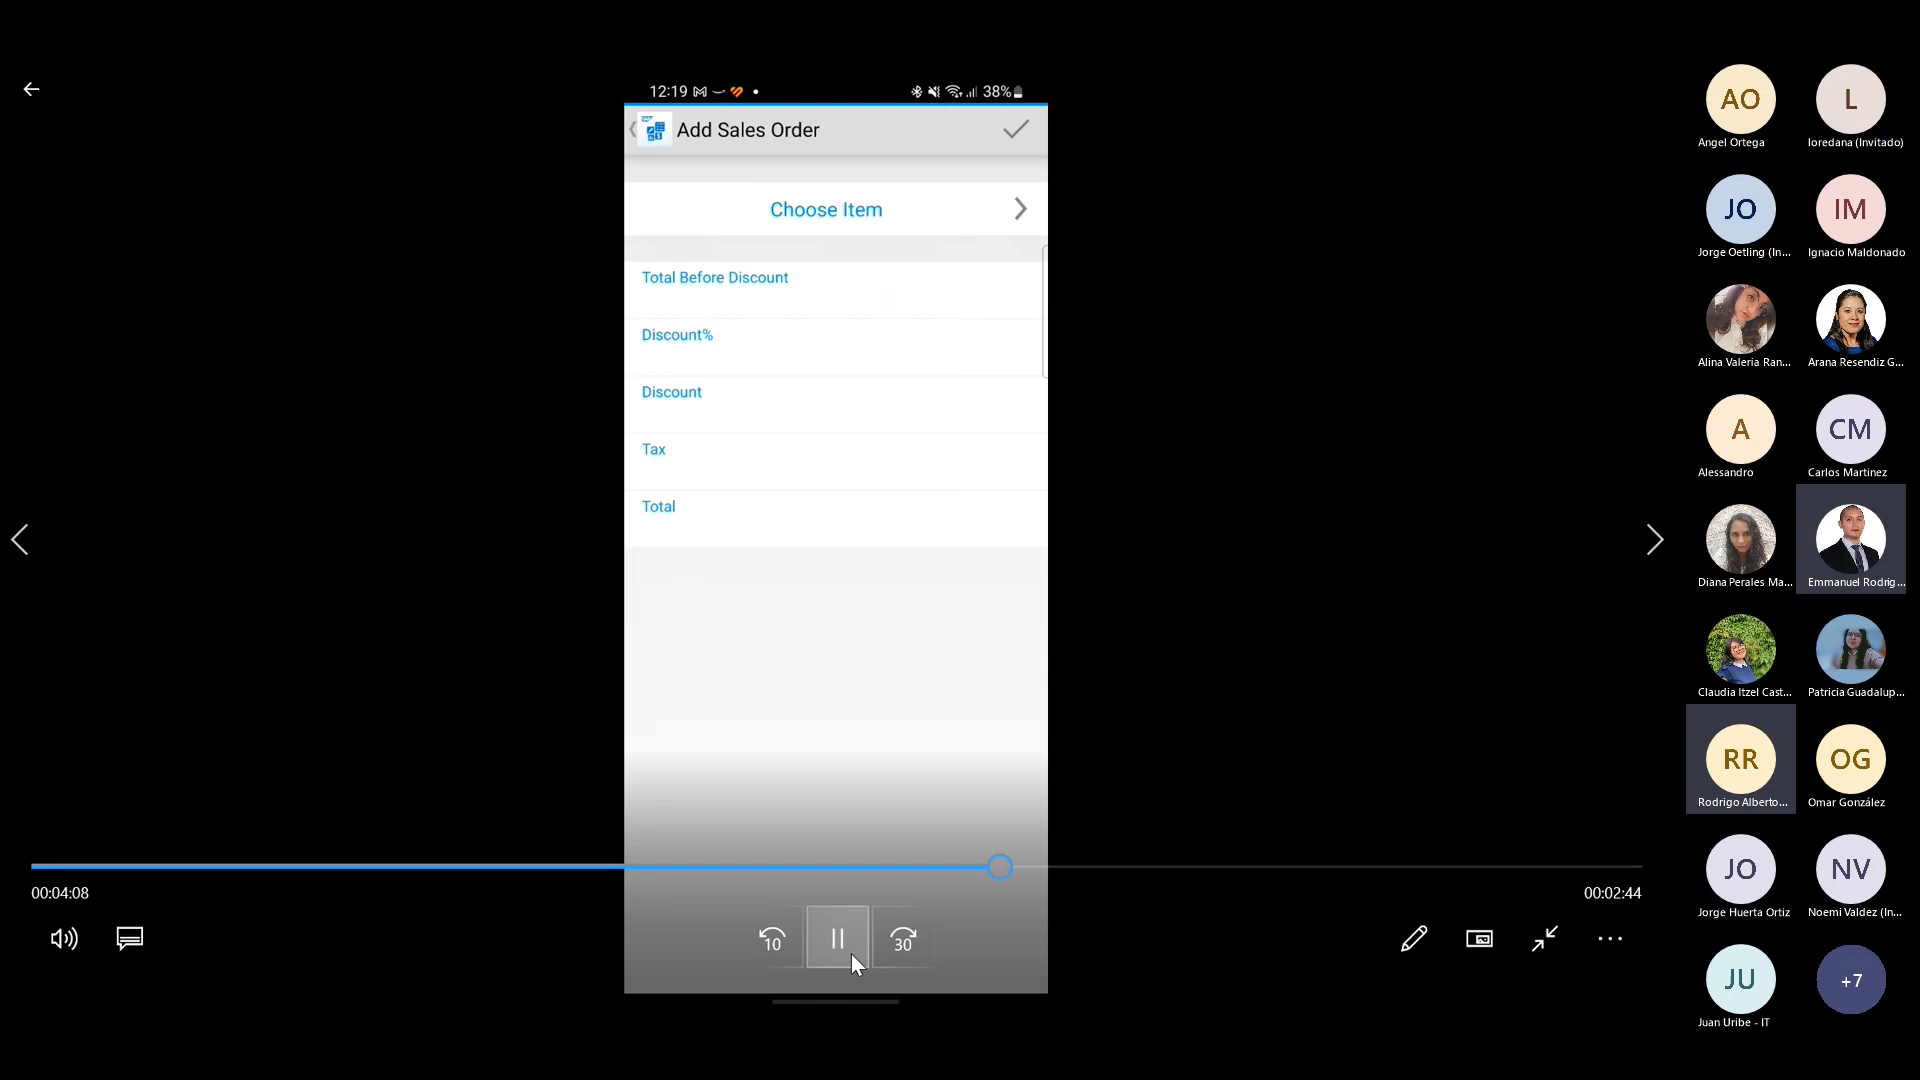 12:19
38%
SAP
Add Sales Order
Choose Item
Total Before Discount
Discount%
Discount
Tax
Total
00:04:08
00:02:44
10
30
AO
Angel Ortega
L
loredana (Invitado)
JO
Jorge Oetling (In...
IM
Ignacio Maldonado
Alina Valeria Ran...
Arana Resendiz G...
A
Alessandro
CM
Carlos Martinez
Diana Perales Ma...
Emmanuel Rodrig...
Claudia Itzel Cast...
Patricia Guadalup...
RR
Rodrigo Alberto...
OG
Omar González
JO
Jorge Huerta Ortiz
NV
Noemí Valdez (In...
JU
Juan Uribe - IT
+7